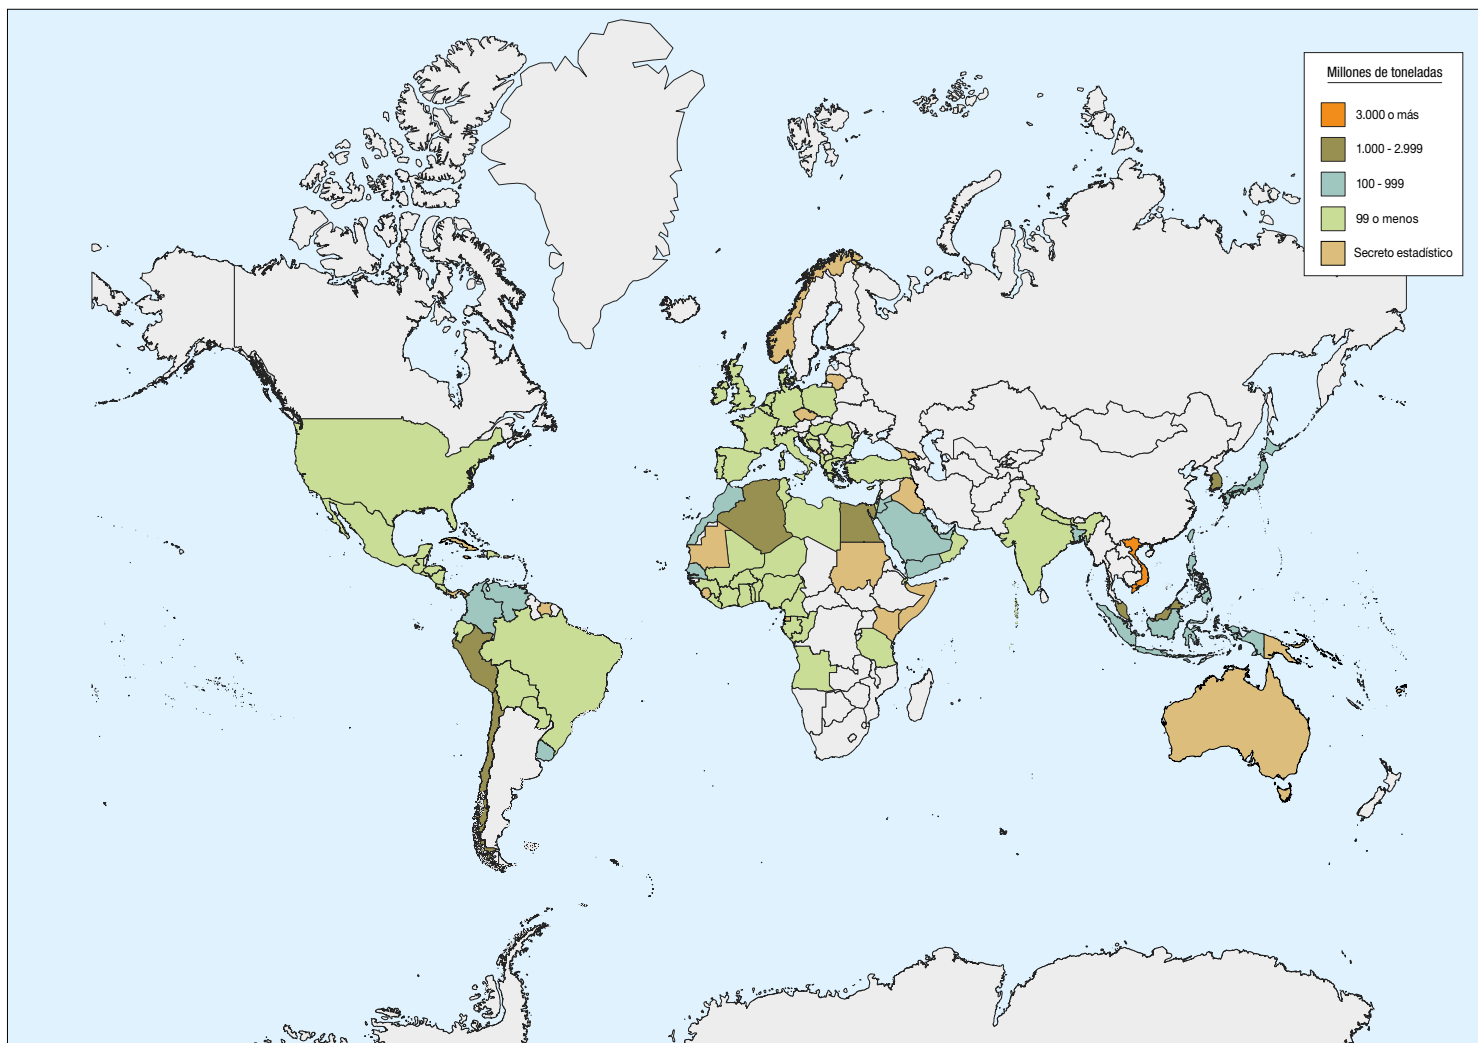 Millones de toneladas
3.000 o más
1.000 - 2.999
100 - 999
99 o menos
Secreto estadístico